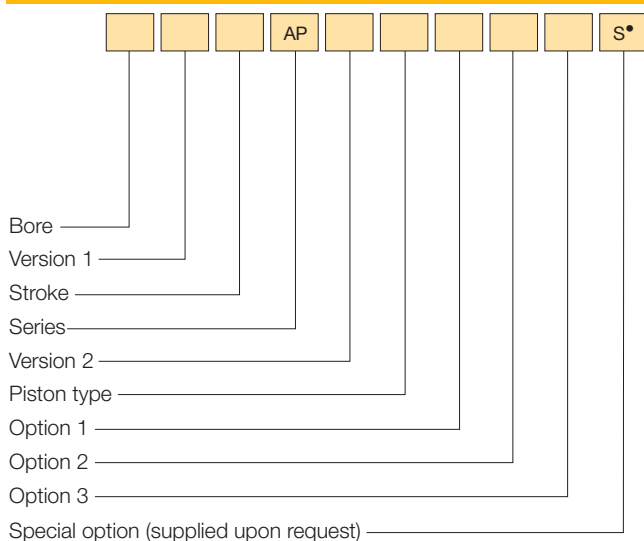 AP S•
Bore
Version 1
Stroke
Series
Version 2
Piston type
Option 1
Option 2
Option 3
Special option (supplied upon request)